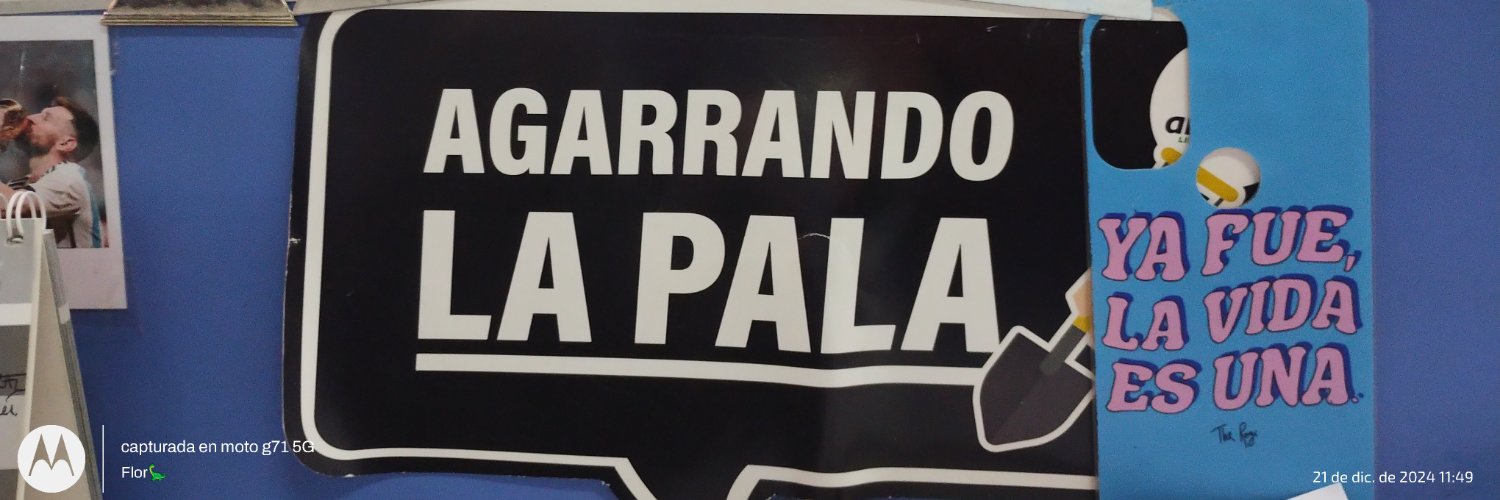 AGARRANDO
LA PALA
YA FUE,
LA VIDA
ES UNA.
capturada en moto g71 5G
Flor🦕
21 de dic. de 2024 11:49